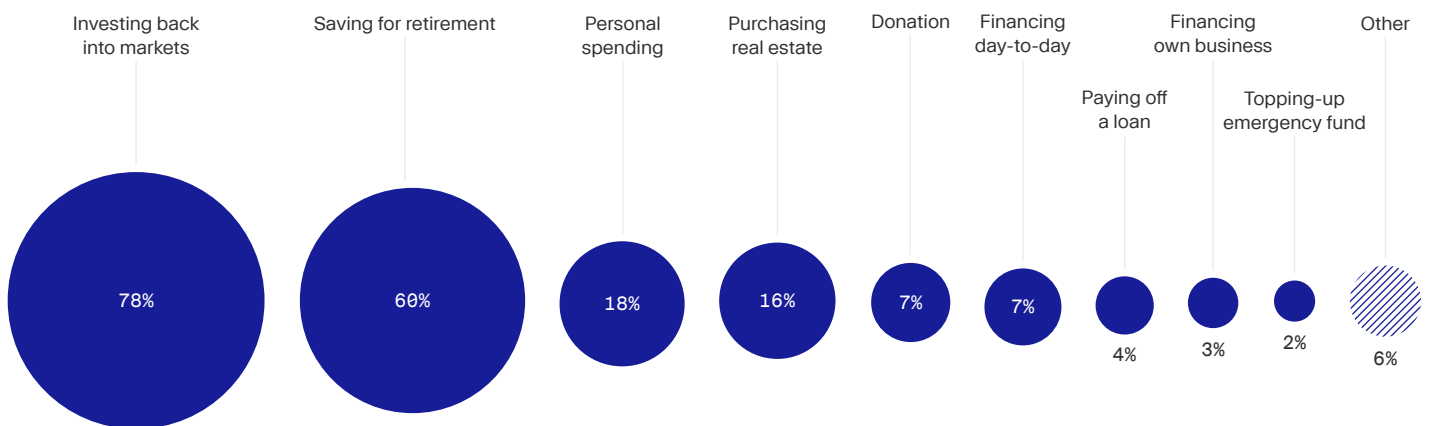 Investing back
into markets
Saving for retirement
Personal
spending
Purchasing
real estate
Donation
Financing
day-to-day
Paying off
a loan
Financing
own business
Topping-up
emergency fund
Other
78%
60%
18%
16%
7%
7%
4%
3%
2%
6%